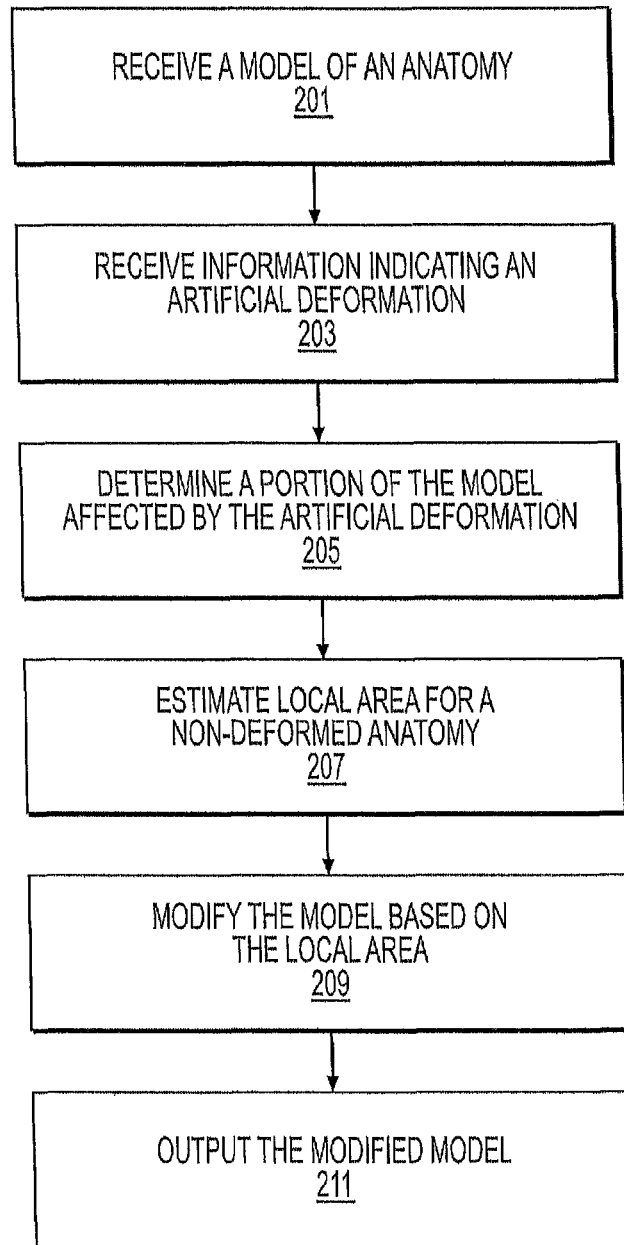 RECEIVE A MODEL OF AN ANATOMY
201
RECEIVE INFORMATION INDICATING AN
ARTIFICIAL DEFORMATION
203
DETERMINE A PORTION OF THE MODEL
AFFECTED BY THE ARTIFICIAL DEFORMATION
205
ESTIMATE LOCAL AREA FOR A
NON-DEFORMED ANATOMY
207
MODIFY THE MODEL BASED ON
THE LOCAL AREA
209
OUTPUT THE MODIFIED MODEL
211